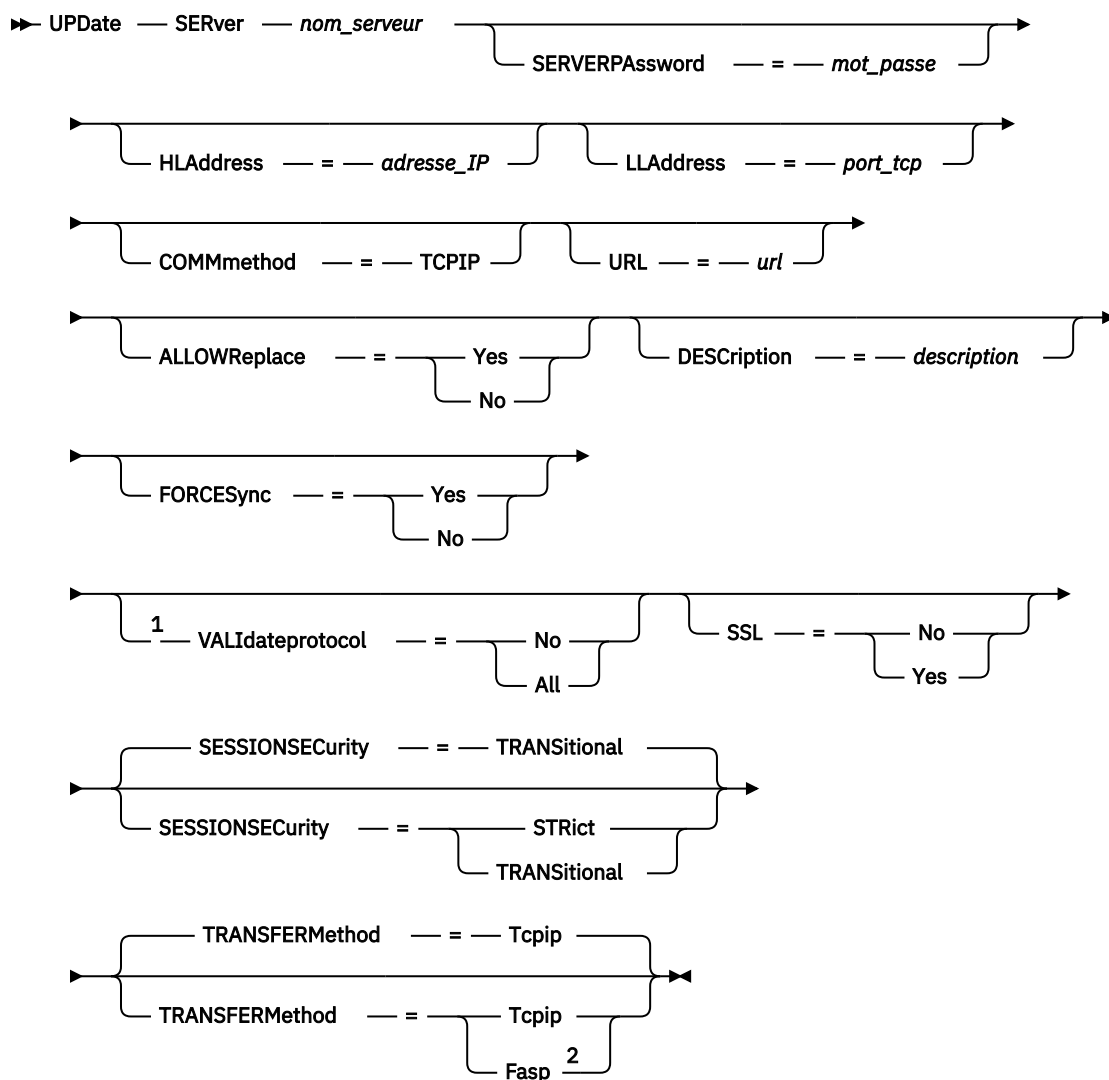 UPDate SERver nom_serveur
SERVERPAssword = mot_passe
HLAddress = adresse_IP LLAddress = port_tcp
COMMmethod = TCPIP URL = url
ALLOWReplace = Yes DESCription = description
No
FORCESync = Yes
No
1 VALIdateprotocol = No SSL = No
All Yes
SESSIONSECurity = TRANSitional
SESSIONSECurity = STRict
TRANSitional
TRANSFERMethod = Tcpip
TRANSFERMethod = Tcpip
Fasp 2